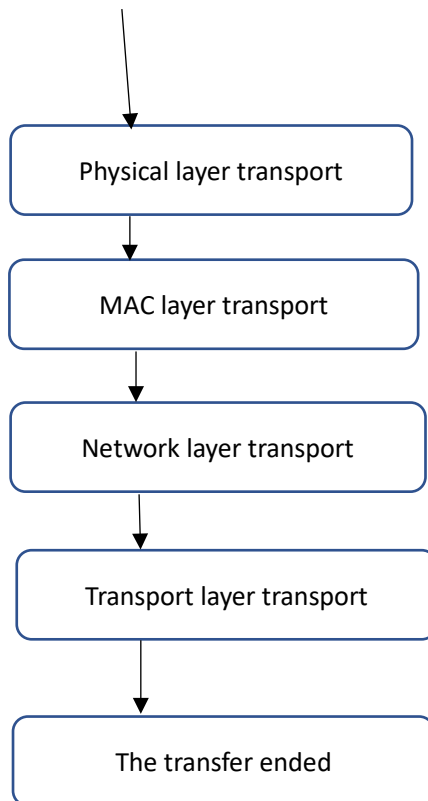 Physical layer transport
MAC layer transport
Network layer transport
Transport layer transport
The transfer ended